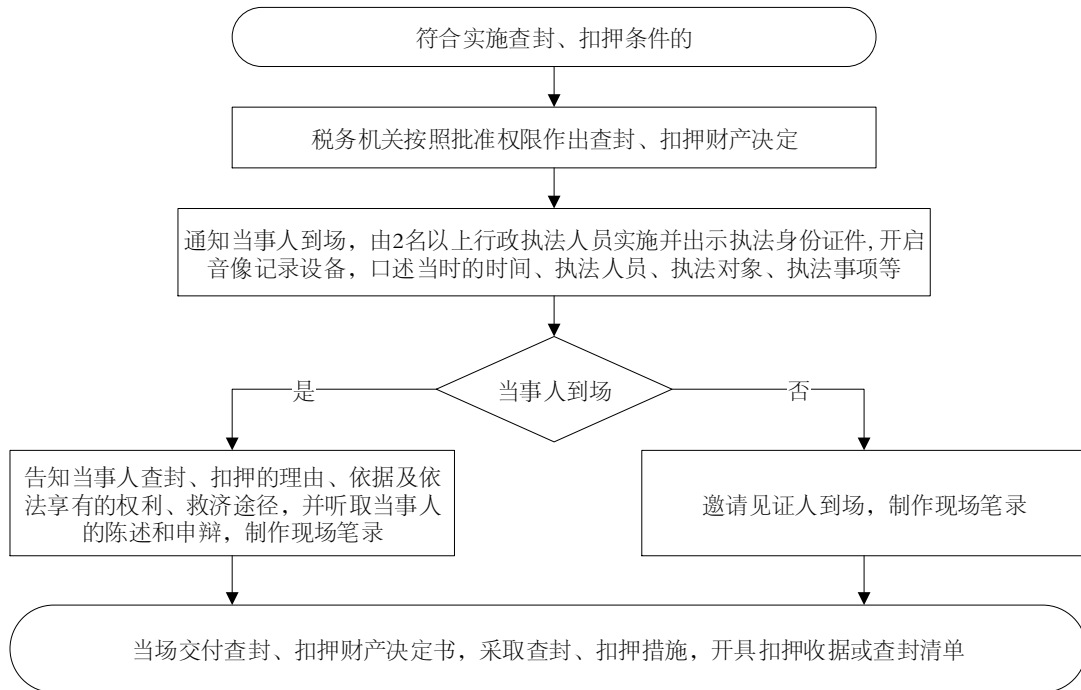 符合实施查封、扣押条件的
税务机关按照批准权限作出查封、扣押财产决定
通知当事人到场，由2名以上行政执法人员实施并出示执法身份证件,开启
音像记录设备，口述当时的时间、执法人员、执法对象、执法事项等
当事人到场
是
否
告知当事人查封、扣押的理由、依据及依
法享有的权利、救济途径，并听取当事人
的陈述和申辩，制作现场笔录
邀请见证人到场，制作现场笔录
当场交付查封、扣押财产决定书，采取查封、扣押措施，开具扣押收据或查封清单